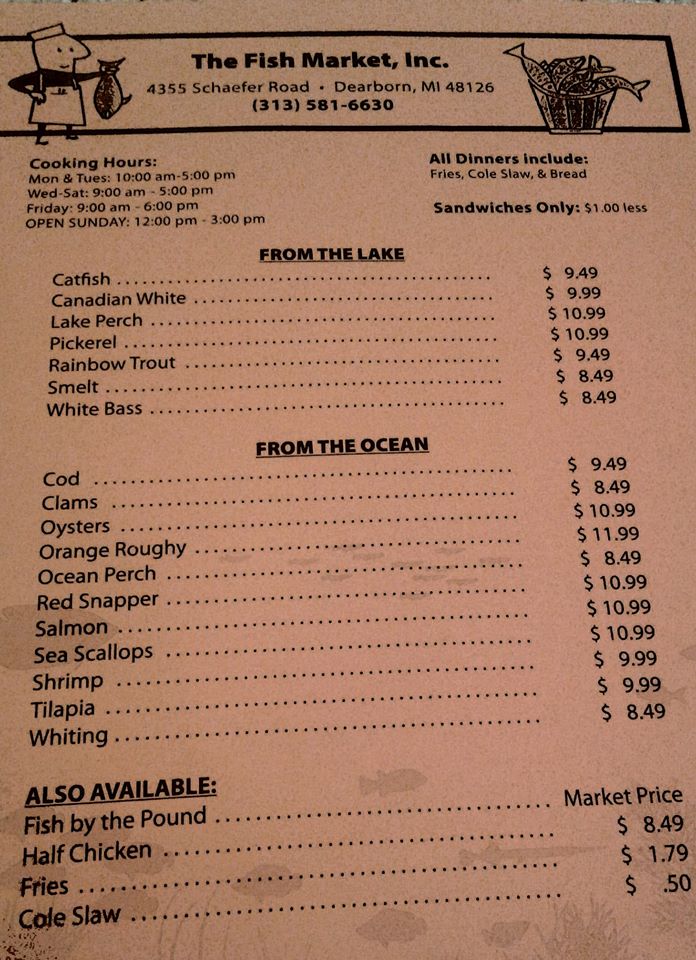 The Fish Market, Inc.
4355 Schaefer Road • Dearborn, MI 48126
(313) 581-6630
Cooking Hours:
Mon & Tues: 10:00 am-5:00 pm
Wed-Sat: 9:00 am - 5:00 pm
Friday: 9:00 am - 6:00 pm
OPEN SUNDAY: 12:00 pm - 3:00 pm
All Dinners include:
Fries, Cole Slaw, & Bread
Sandwiches Only: $1.00 less
FROM THE LAKE
Catfish $ 9.49
Canadian White $ 9.99
Lake Perch $ 10.99
Pickerel $ 10.99
Rainbow Trout $ 9.49
Smelt $ 8.49
White Bass $ 8.49
FROM THE OCEAN
Cod $ 9.49
Clams $ 8.49
Oysters $ 10.99
Orange Roughy $ 11.99
Ocean Perch $ 8.49
Red Snapper $ 10.99
Salmon $ 10.99
Sea Scallops $ 10.99
Shrimp $ 9.99
Tilapia $ 9.99
Whiting $ 8.49
ALSO AVAILABLE:
Fish by the Pound Market Price
Half Chicken $ 8.49
Fries $ 1.79
Cole Slaw $ .50